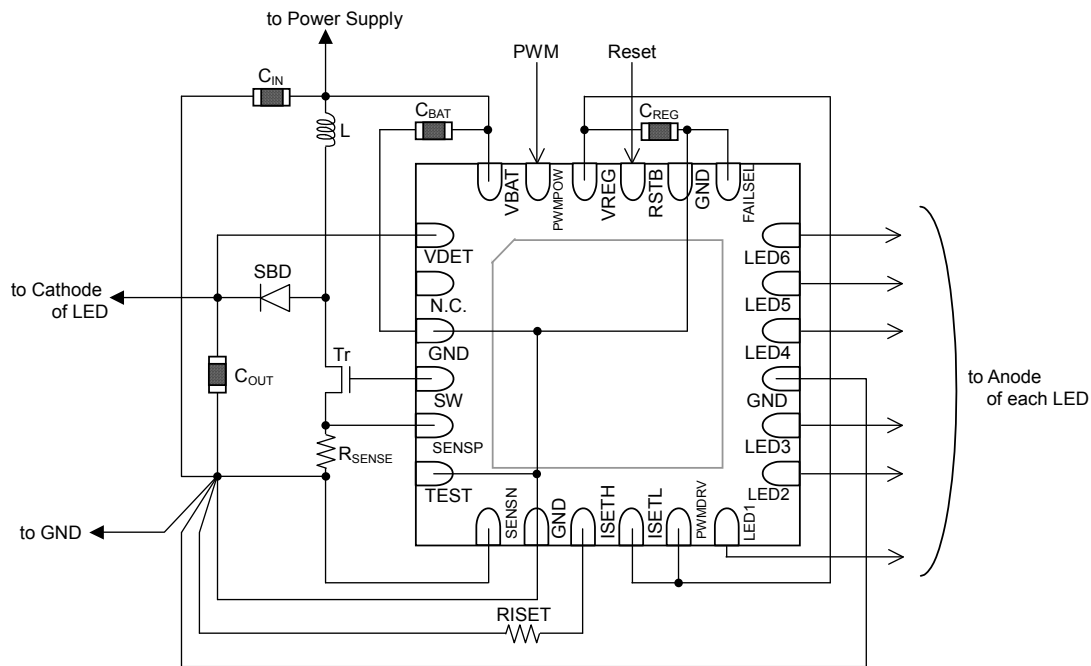 to Power Supply
PWM
Reset
CIN
CBAT
CREG
L
VBAT
PWMPOW
VREG
RSTB
GND
FAILSEL
VDET
LED6
SBD
to Cathode
of LED
N.C.
LED5
GND
LED4
Tr
to Anode
of each LED
COUT
SW
GND
SENSP
LED3
RSENSE
TEST
LED2
to GND
SENSN
GND
ISETH
ISETL
PWMDRV
LED1
RISET